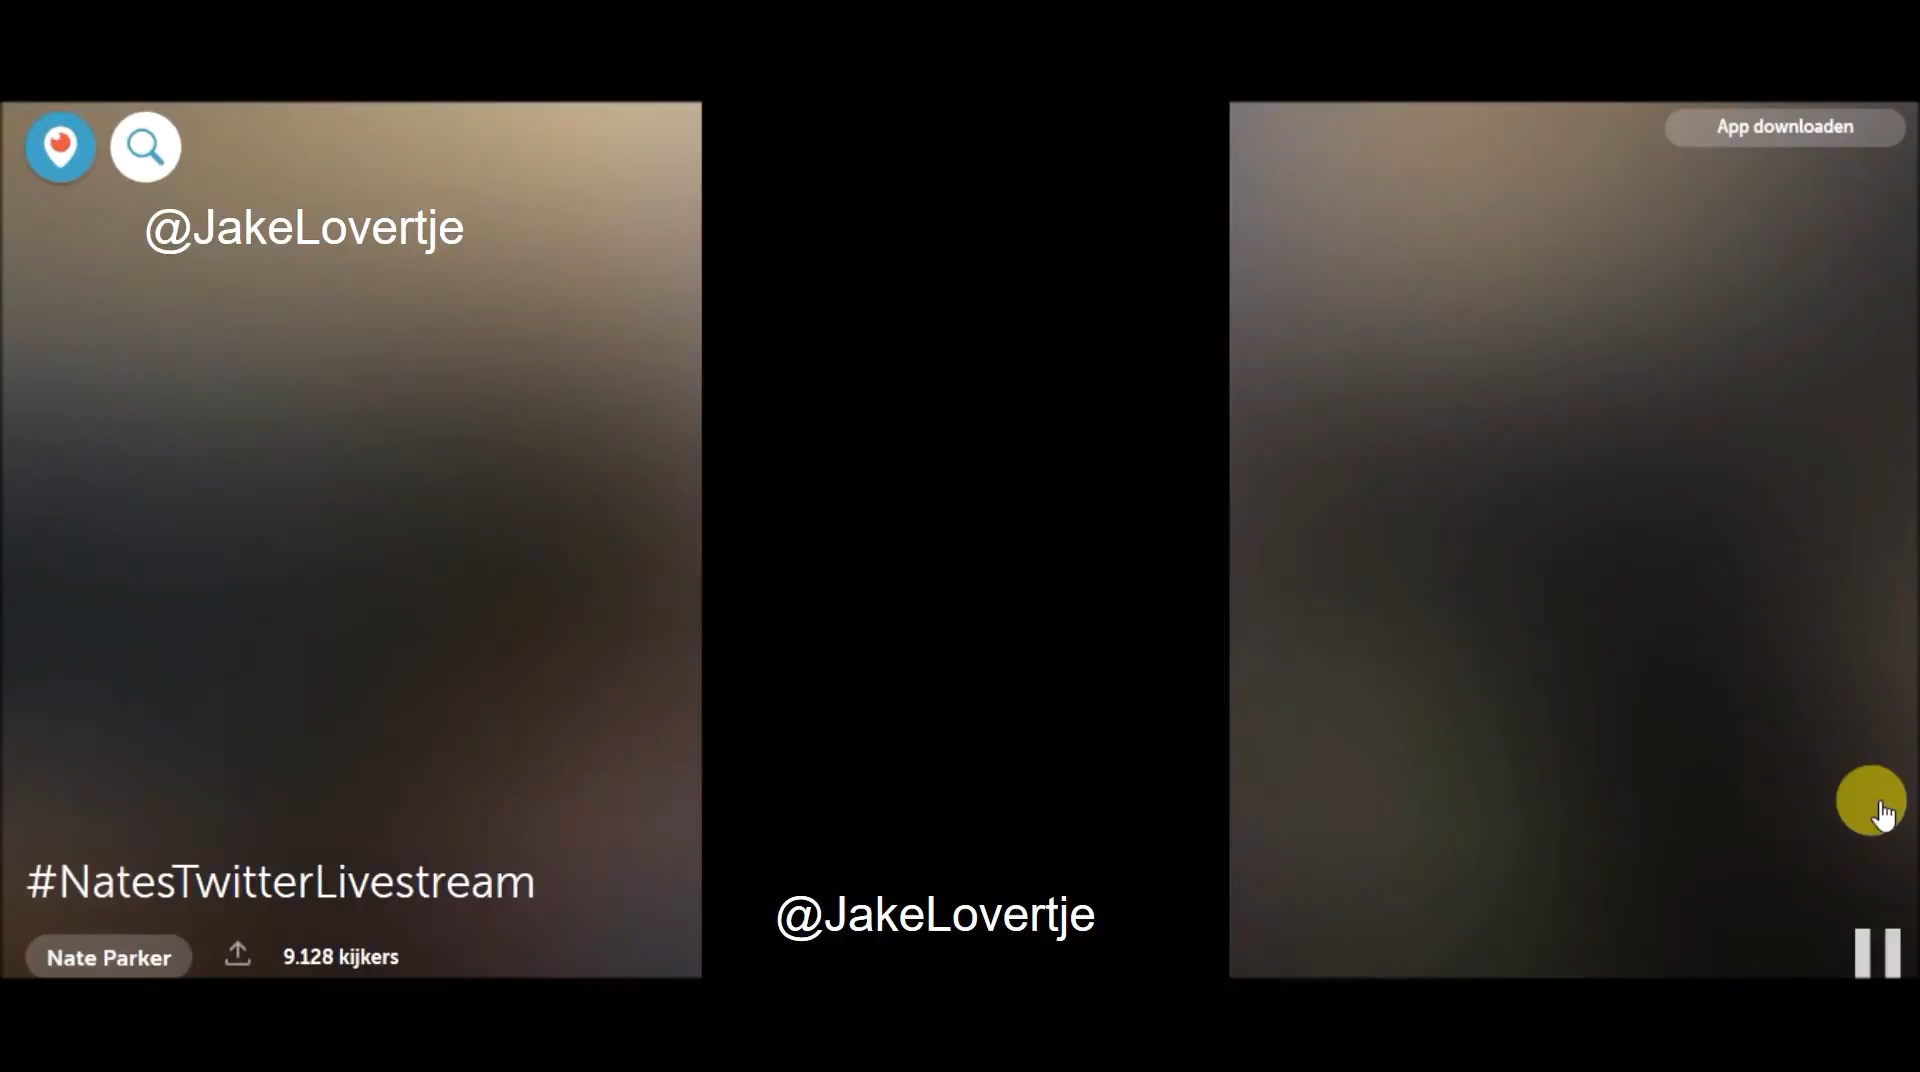 App downloaden
@JakeLovertje
#NatesTwitterLivestream
@JakeLovertje
Nate Parker
9.128 kijkers